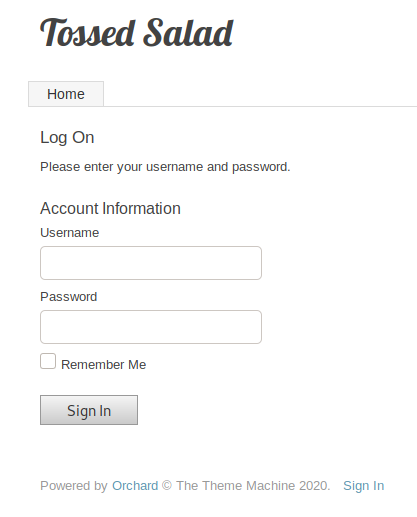 Tossed Salad
Home
Log On
Please enter your username and password.
Account Information
Username
Password
Remember Me
Sign In
Powered by Orchard © The Theme Machine 2020. Sign In